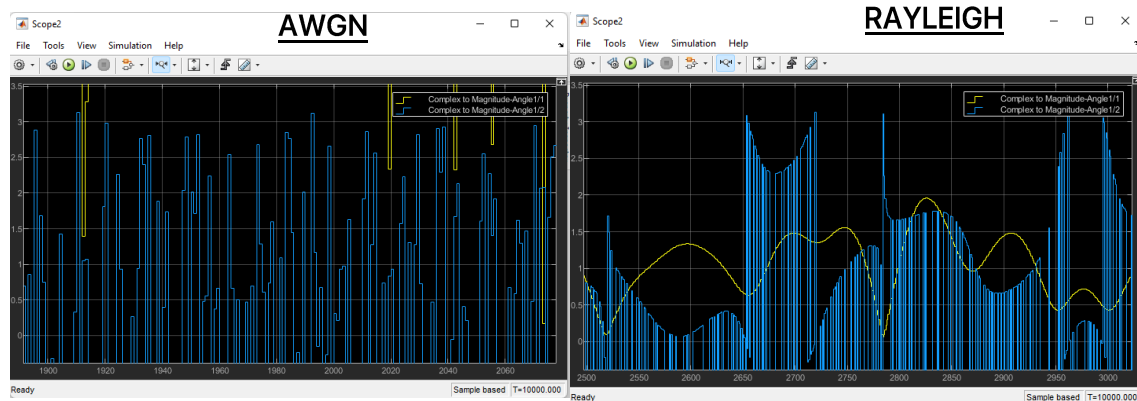 AWGN
Scope2
File Tools View Simulation Help
Complex to Magnitude-Angle1/1
Complex to Magnitude-Angle1/2
3.5
3
2.5
2
1.5
1
0.5
0
1900 1920 1940 1960 1980 2000 2020 2040 2060
Ready Sample based T=10000.000
RAYLEIGH
Scope2
File Tools View Simulation Help
Complex to Magnitude-Angle1/1
Complex to Magnitude-Angle1/2
3.5
3
2.5
2
1.5
1
0.5
0
2500 2550 2600 2650 2700 2750 2800 2850 2900 2950 3000
Ready Sample based T=10000.000